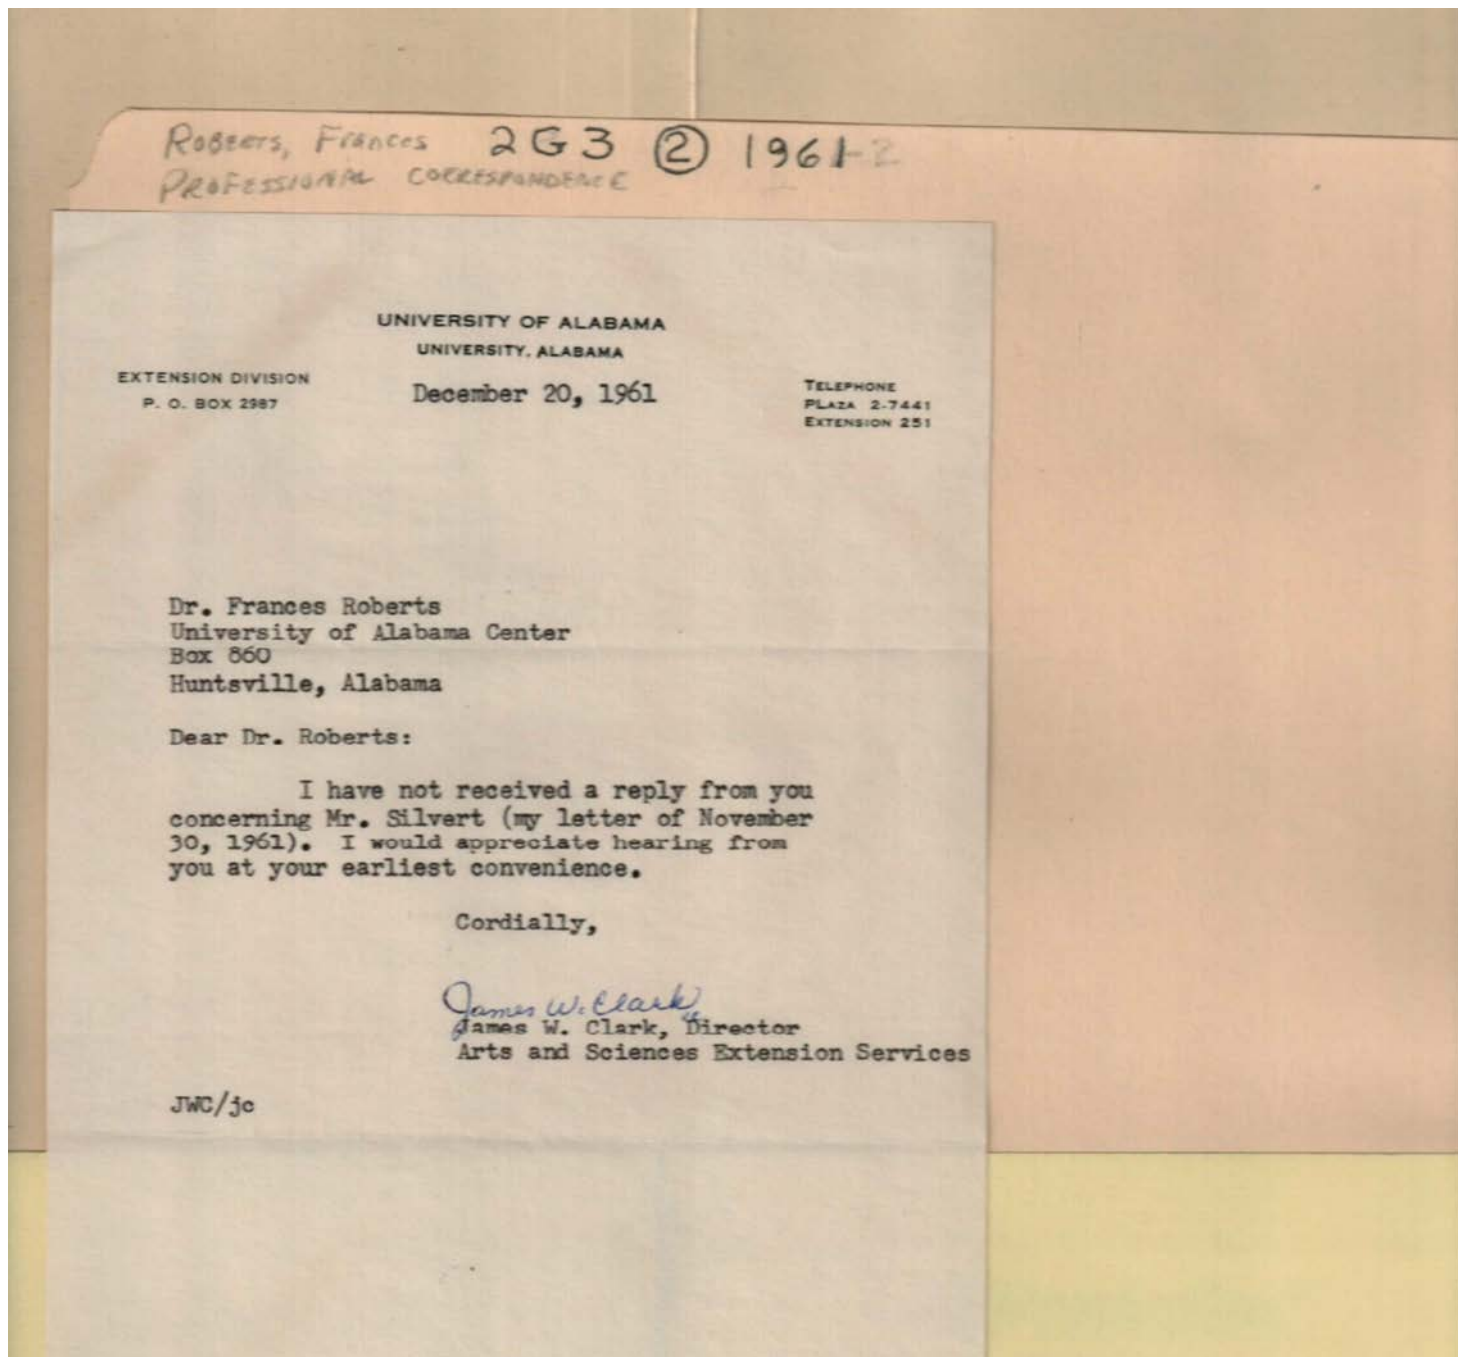 Roberts, Frances 2G3 ② 1961-2
PROFESSIONAL CORRESPONDENCE
UNIVERSITY OF ALABAMA
UNIVERSITY, ALABAMA
EXTENSION DIVISION
P. O. BOX 2987
December 20, 1961
TELEPHONE
PLAZA 2-7441
EXTENSION 251
Dr. Frances Roberts
University of Alabama Center
Box 860
Huntsville, Alabama
Dear Dr. Roberts:
I have not received a reply from you
concerning Mr. Silvert (my letter of November
30, 1961). I would appreciate hearing from
you at your earliest convenience.
Cordially,
James W. Clark
James W. Clark, Director
Arts and Sciences Extension Services
JWC/jc